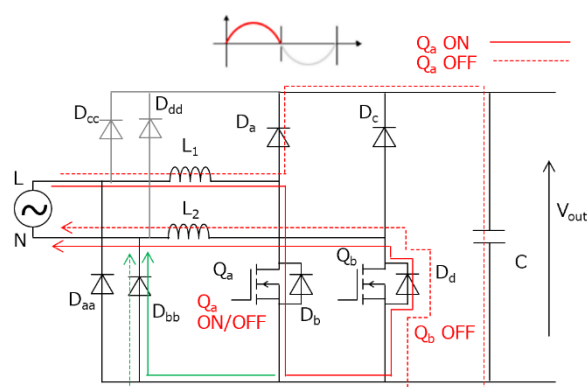 Qa ON
Qa OFF
Dcc
Ddd
Da
Dc
L1
L
L2
N
Vout
C
Qa
Qb
Dd
Daa
Dbb
Qa
ON/OFF
Db
Qb OFF